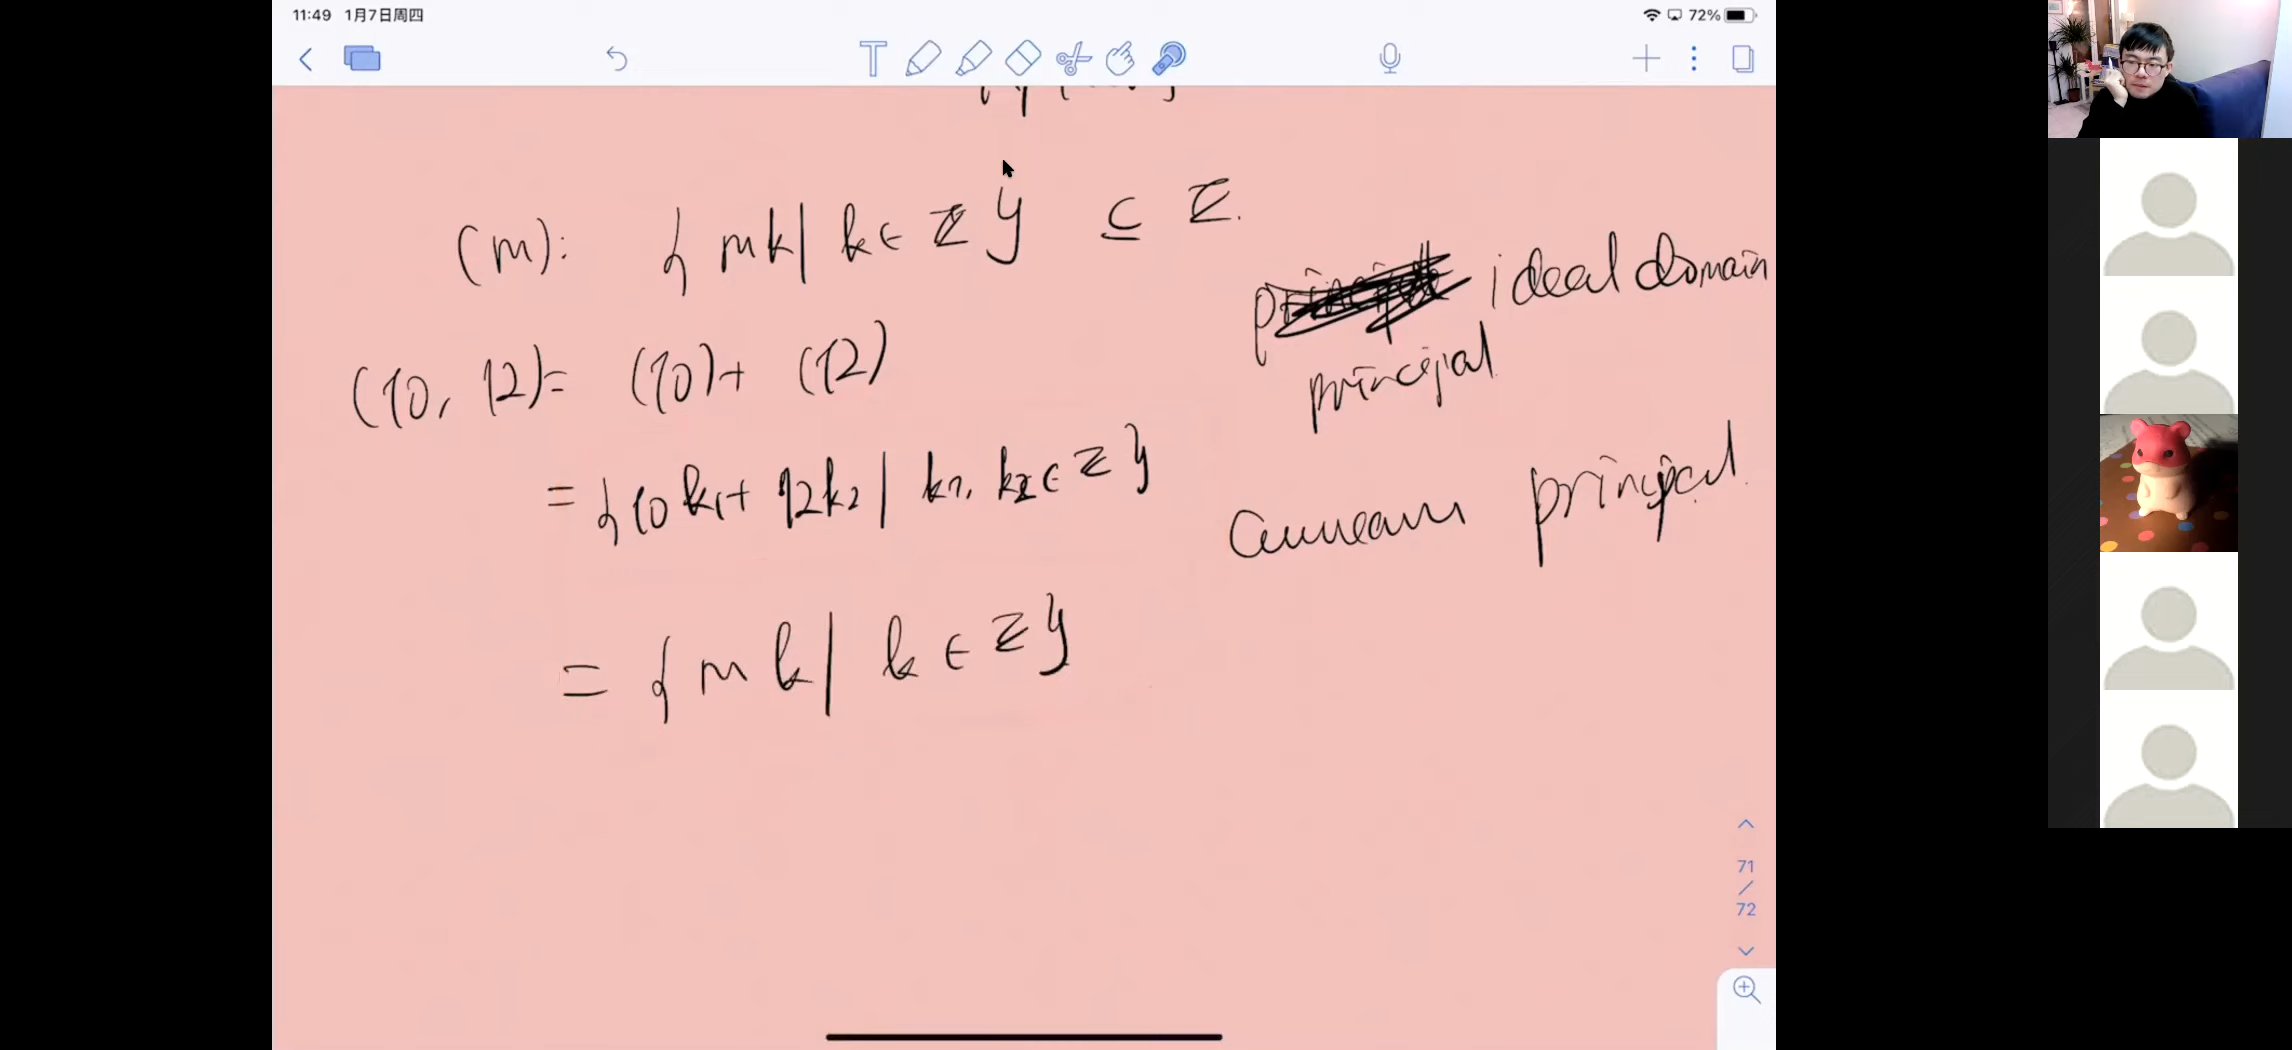 11:49 1月7日周四
72%
(m): { mk | k ∈ Z } ⊆ Z.
ideal domain
principal
(10, 12) = (10) + (12)
= { 10k₁ + 12k₂ | k₁, k₂ ∈ Z }
principal
= { m k | k ∈ Z }
71
/
72